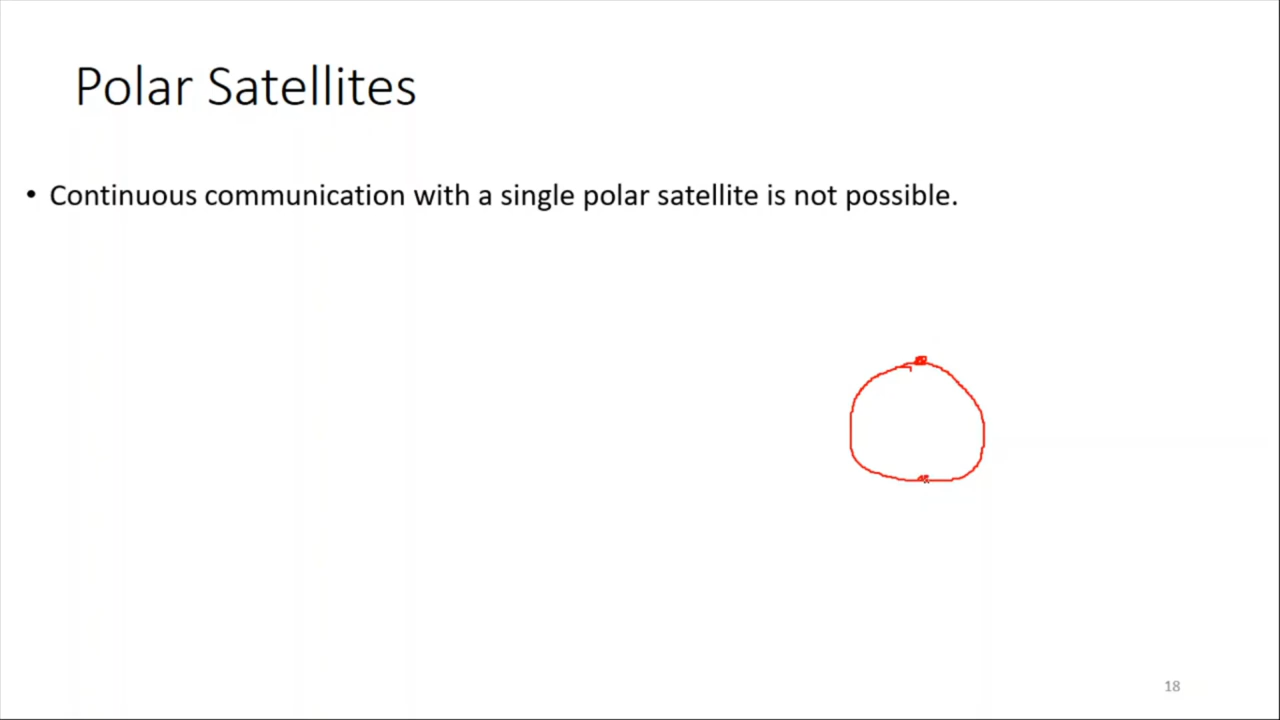 Polar Satellites
• Continuous communication with a single polar satellite is not possible.
18